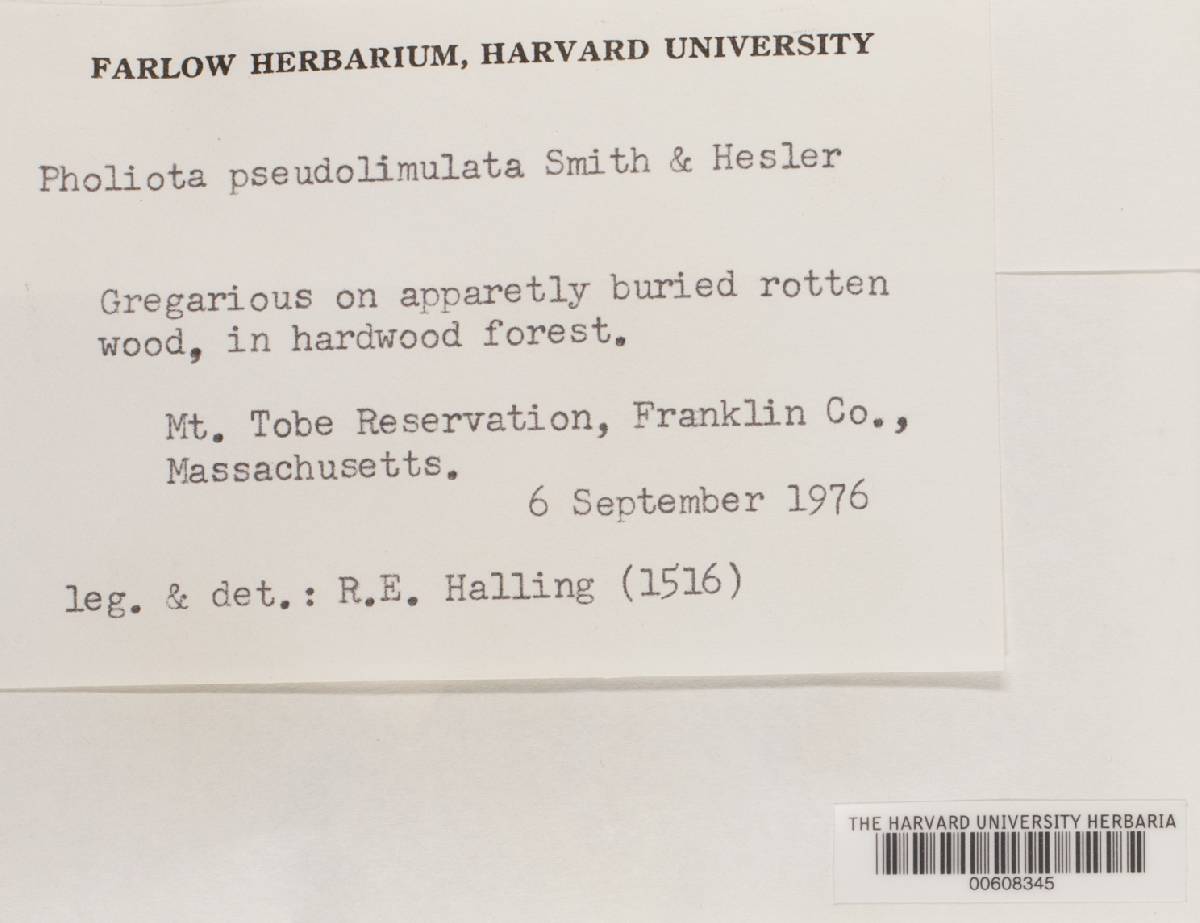 FARLOW HERBARIUM, HARVARD UNIVERSITY
Pholiota pseudolimulata Smith & Hesler
Gregarious on apparetly buried rotten
wood, in hardwood forest.
Mt. Tobe Reservation, Franklin Co.,
Massachusetts.
6 September 1976
leg. & det.: R.E. Halling (1516)
THE HARVARD UNIVERSITY HERBARIA
00608345